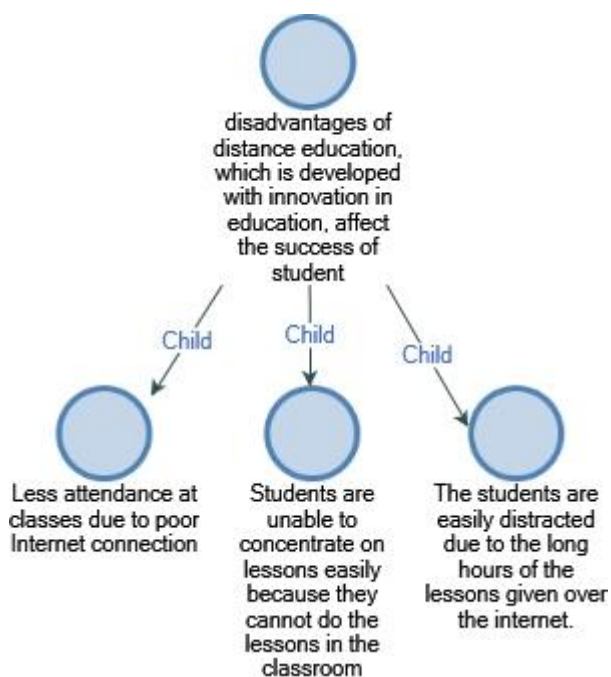 disadvantages of
distance education,
which is developed
with innovation in
education, affect
the success of
student
Child
Child
Child
Less attendance at
classes due to poor
Internet connection
Students are
unable to
concentrate on
lessons easily
because they
cannot do the
lessons in the
classroom
The students are
easily distracted
due to the long
hours of the
lessons given over
the internet.